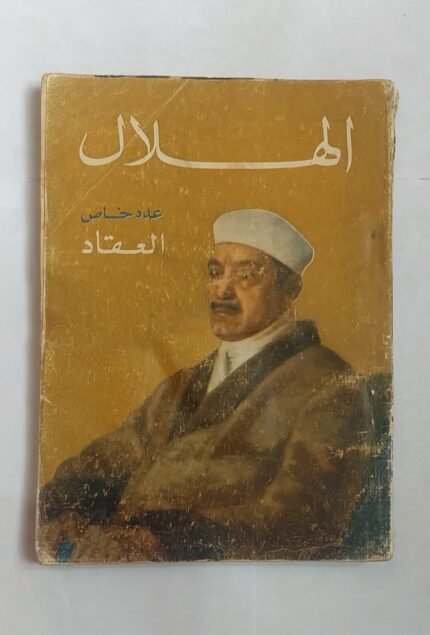 الهلال
عدد خاص
العقاد